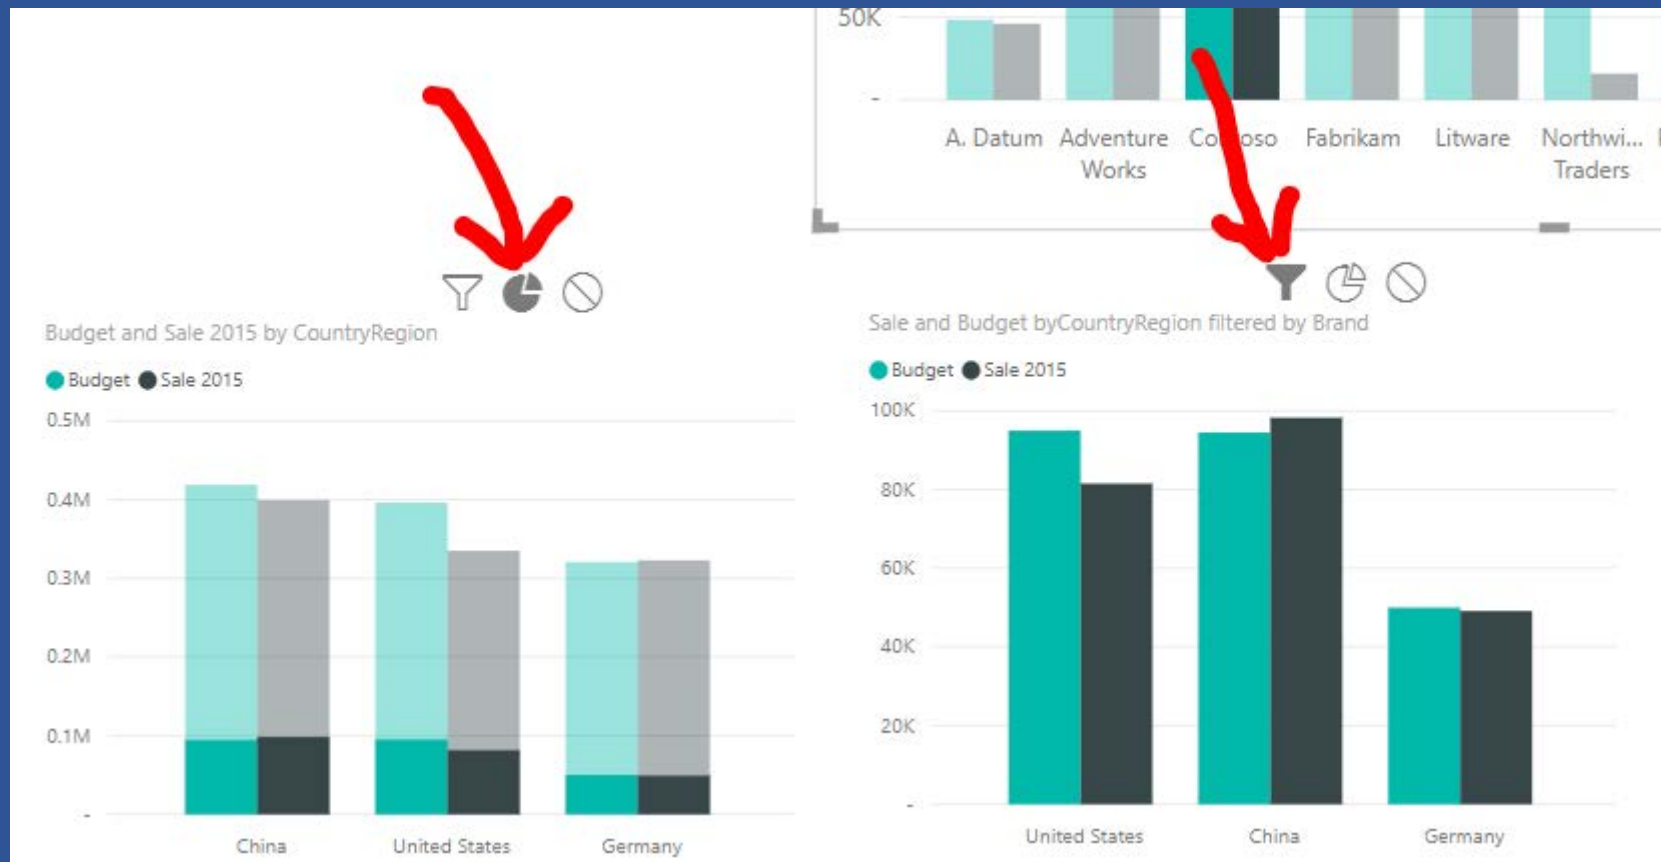 50K
-
A. Datum Adventure Works Fabrikam Litware Northwi... Traders
Budget and Sale 2015 by CountryRegion
Budget Sale 2015
0.5M
0.4M
0.3M
0.2M
0.1M
-
China United States Germany
Sale and Budget byCountryRegion filtered by Brand
Budget Sale 2015
100K
80K
60K
40K
20K
-
United States China Germany